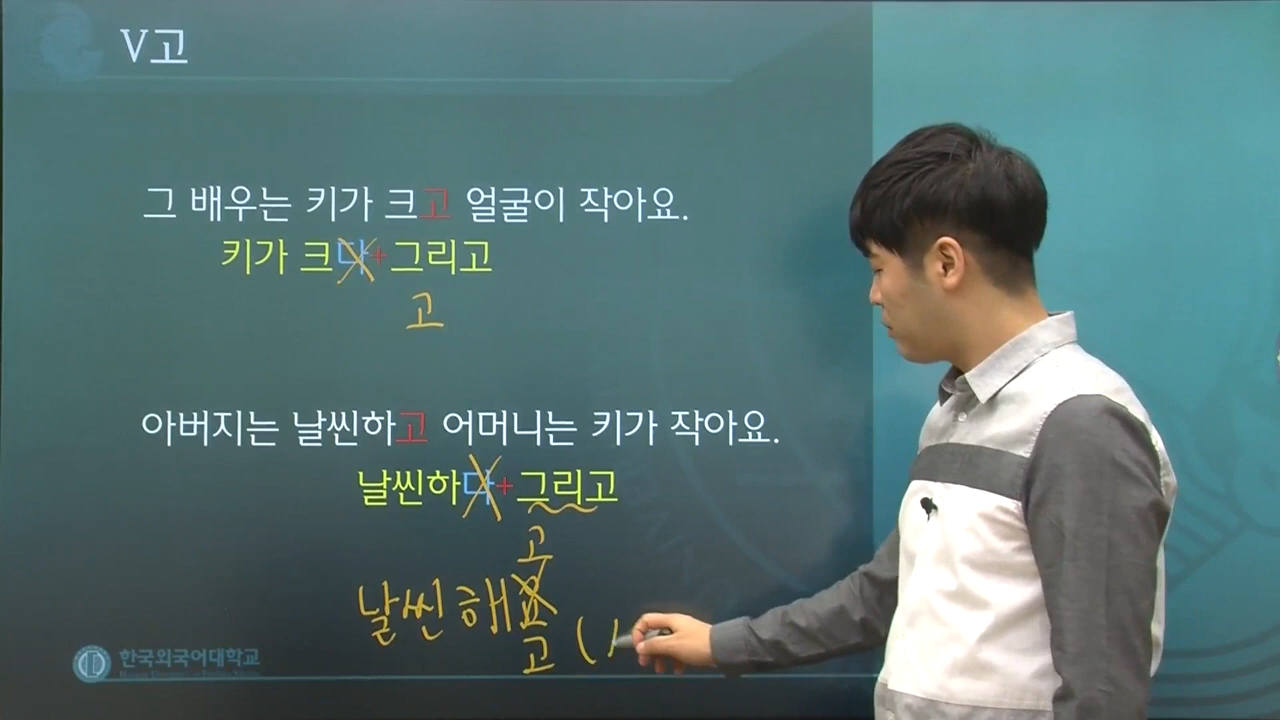 V고
그 배우는 키가 크고 얼굴이 작아요.
키가 크다+그리고
고
아버지는 날씬하고 어머니는 키가 작아요.
날씬하다+그리고
고
날씬해요
고 (
한국외국어대학교